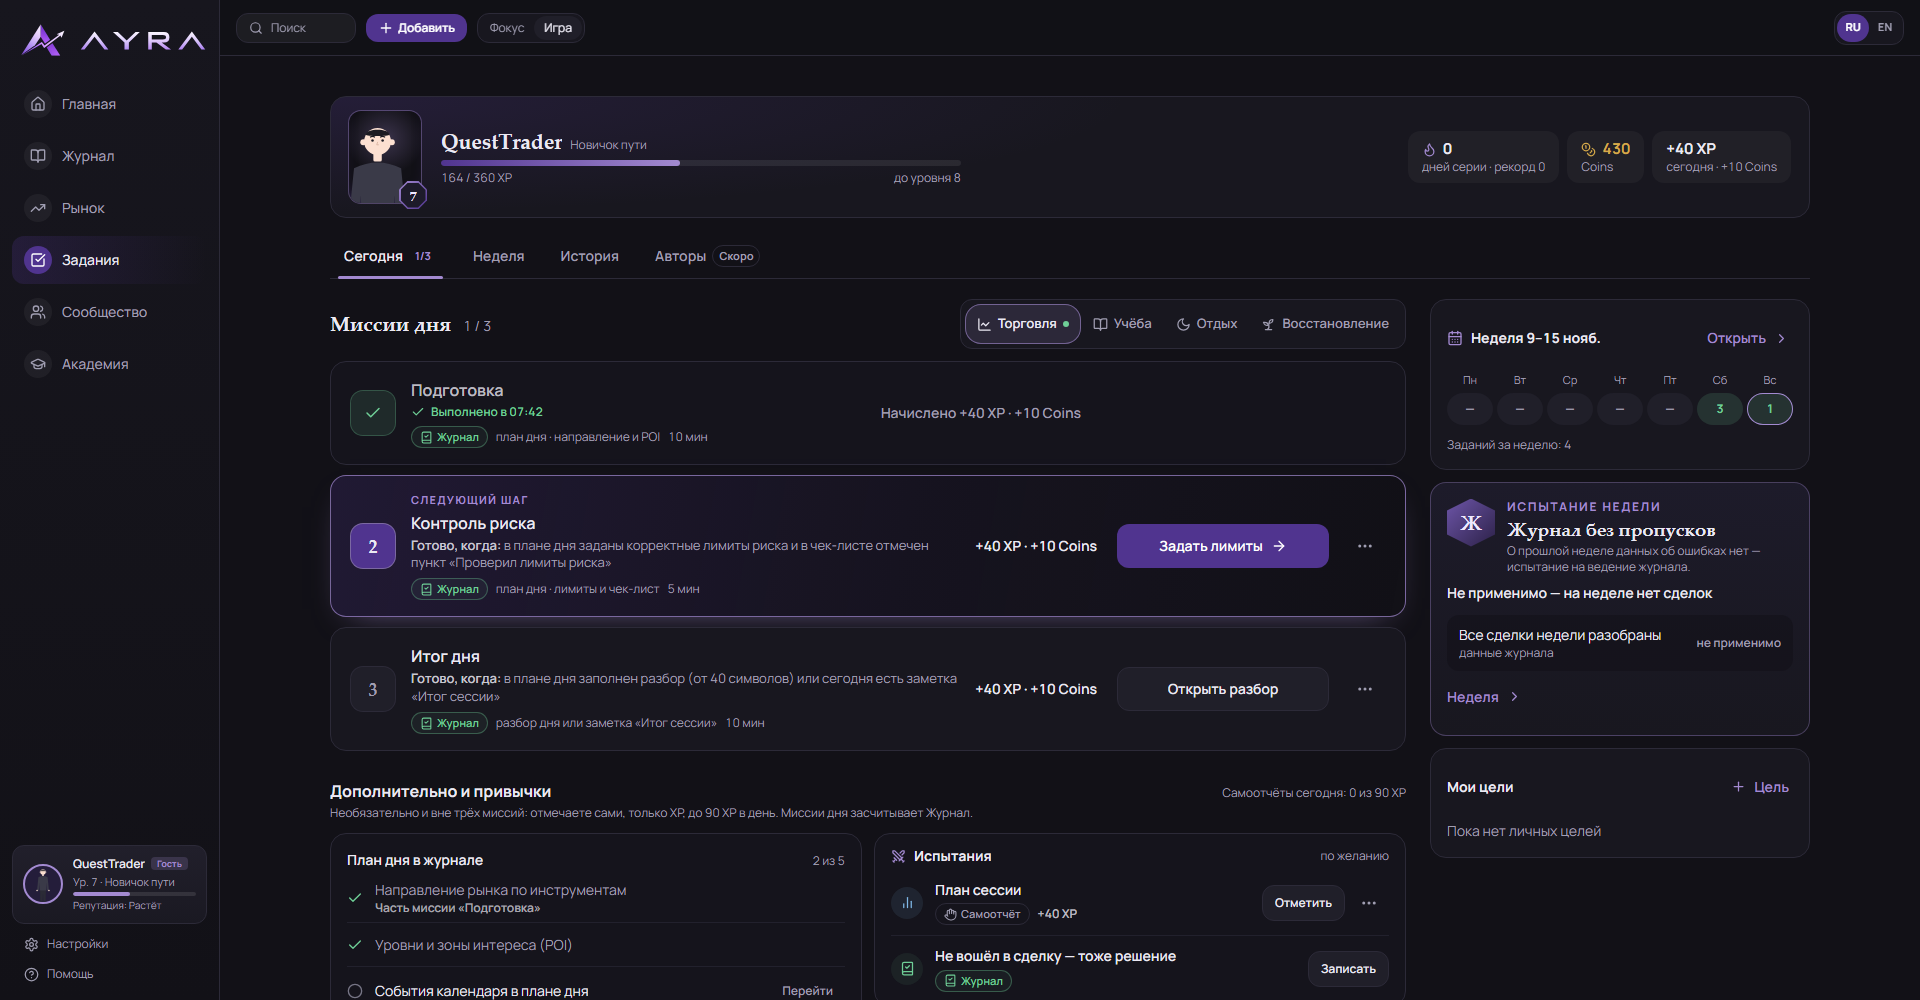 AYRA
Поиск
Добавить
Фокус
Игра
RU
EN
Главная
Журнал
Рынок
Задания
Сообщество
Академия
QuestTrader Гость
Ур. 7 · Новичок пути
Репутация: Растёт
Настройки
Помощь
QuestTrader Новичок пути
164 / 360 XP
до уровня 8
7
0
дней серии · рекорд 0
430
Coins
+40 XP
сегодня · +10 Coins
Сегодня 1/3
Неделя
История
Авторы Скоро
Миссии дня 1 / 3
Торговля
Учёба
Отдых
Восстановление
Подготовка
Выполнено в 07:42
Журнал план дня · направление и POI 10 мин
Начислено +40 XP · +10 Coins
СЛЕДУЮЩИЙ ШАГ
2
Контроль риска
Готово, когда: в плане дня заданы корректные лимиты риска и в чек-листе отмечен
пункт «Проверил лимиты риска»
Журнал план дня · лимиты и чек-лист 5 мин
+40 XP · +10 Coins
Задать лимиты
3
Итог дня
Готово, когда: в плане дня заполнен разбор (от 40 символов) или сегодня есть заметка
«Итог сессии»
Журнал разбор дня или заметка «Итог сессии» 10 мин
+40 XP · +10 Coins
Открыть разбор
Дополнительно и привычки
Самоотчёты сегодня: 0 из 90 XP
Необязательно и вне трёх миссий: отмечаете сами, только XP, до 90 XP в день. Миссии дня засчитывает Журнал.
План дня в журнале
2 из 5
Направление рынка по инструментам
Часть миссии «Подготовка»
Уровни и зоны интереса (POI)
События календаря в плане дня
Перейти
Испытания
по желанию
План сессии
Самоотчёт +40 XP
Отметить
Не вошёл в сделку — тоже решение
Журнал
Записать
Неделя 9–15 нояб.
Открыть
Пн Вт Ср Чт Пт Сб Вс
– – – – – 3 1
Заданий за неделю: 4
Ж
ИСПЫТАНИЕ НЕДЕЛИ
Журнал без пропусков
О прошлой неделе данных об ошибках нет —
испытание на ведение журнала.
Не применимо — на неделе нет сделок
Все сделки недели разобраны
данные журнала
не применимо
Неделя
Мои цели
Цель
Пока нет личных целей